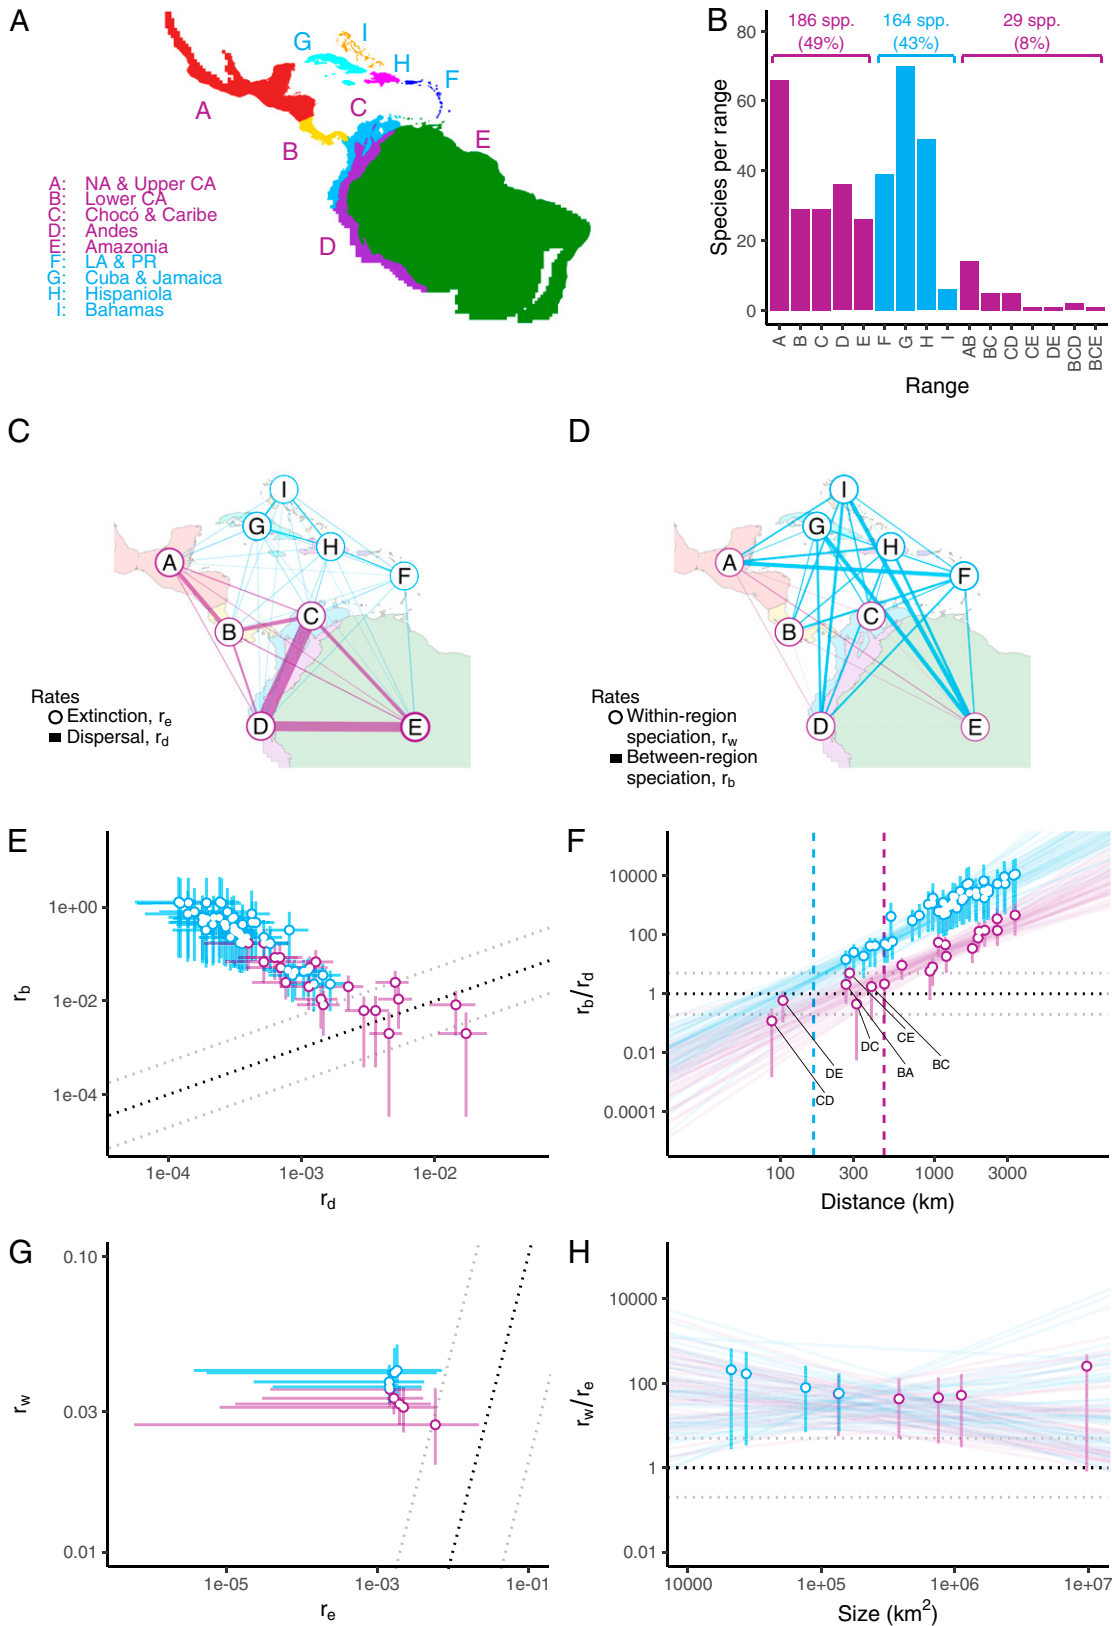 A
G
I
H
F
C
A
B
E
D
A: NA & Upper CA
B: Lower CA
C: Chocó & Caribe
D: Andes
E: Amazonia
F: LA & PR
G: Cuba & Jamaica
H: Hispaniola
I: Bahamas
B
186 spp. 164 spp. 29 spp.
(49%) (43%) (8%)
Species per range
80
60
40
20
0
A B C D E F G H I AB BC CD CE DE BCD BCE
Range
C
I
G
H
A
F
C
B
D
E
Rates
Extinction, re
Dispersal, rd
D
I
G
H
A
F
C
B
D
E
Rates
Within-region
speciation, rw
Between-region
speciation, rb
E
rb
1e+00
1e-02
1e-04
1e-04 1e-03 1e-02
rd
F
rb/rd
10000
100
1
0.01
0.0001
DC
CE
BC
DE
BA
CD
100 300 1000 3000
Distance (km)
G
rw
0.10
0.03
0.01
1e-05 1e-03 1e-01
re
H
rw/re
10000
100
1
0.01
10000 1e+05 1e+06 1e+07
Size (km2)